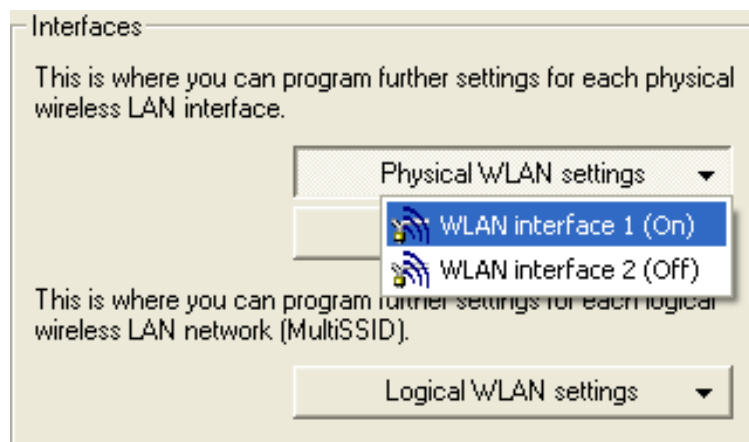 Interfaces
This is where you can program further settings for each physical
wireless LAN interface.
Physical WLAN settings
WLAN interface 1 (On)
WLAN interface 2 (Off)
This is where you can program further settings for each logical
wireless LAN network (MultiSSID).
Logical WLAN settings